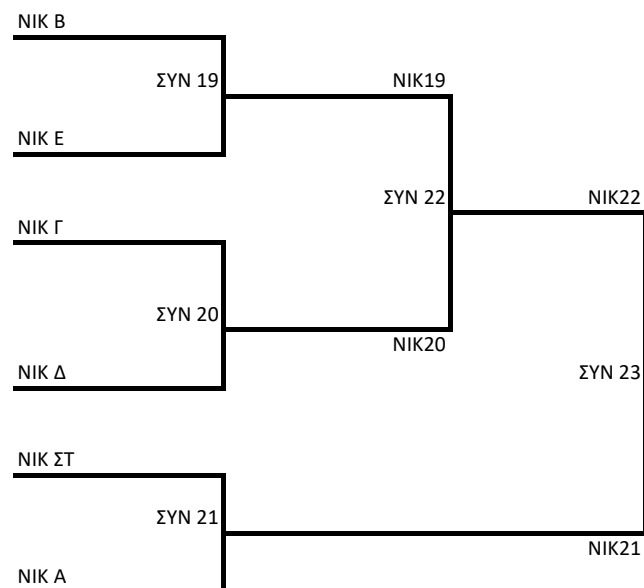 ΝΙΚ Β
ΣΥΝ 19
ΝΙΚ19
ΝΙΚ Ε
ΣΥΝ 22
ΝΙΚ22
ΝΙΚ Γ
ΣΥΝ 20
ΝΙΚ20
ΝΙΚ Δ
ΣΥΝ 23
ΝΙΚ ΣΤ
ΣΥΝ 21
ΝΙΚ21
ΝΙΚ Α